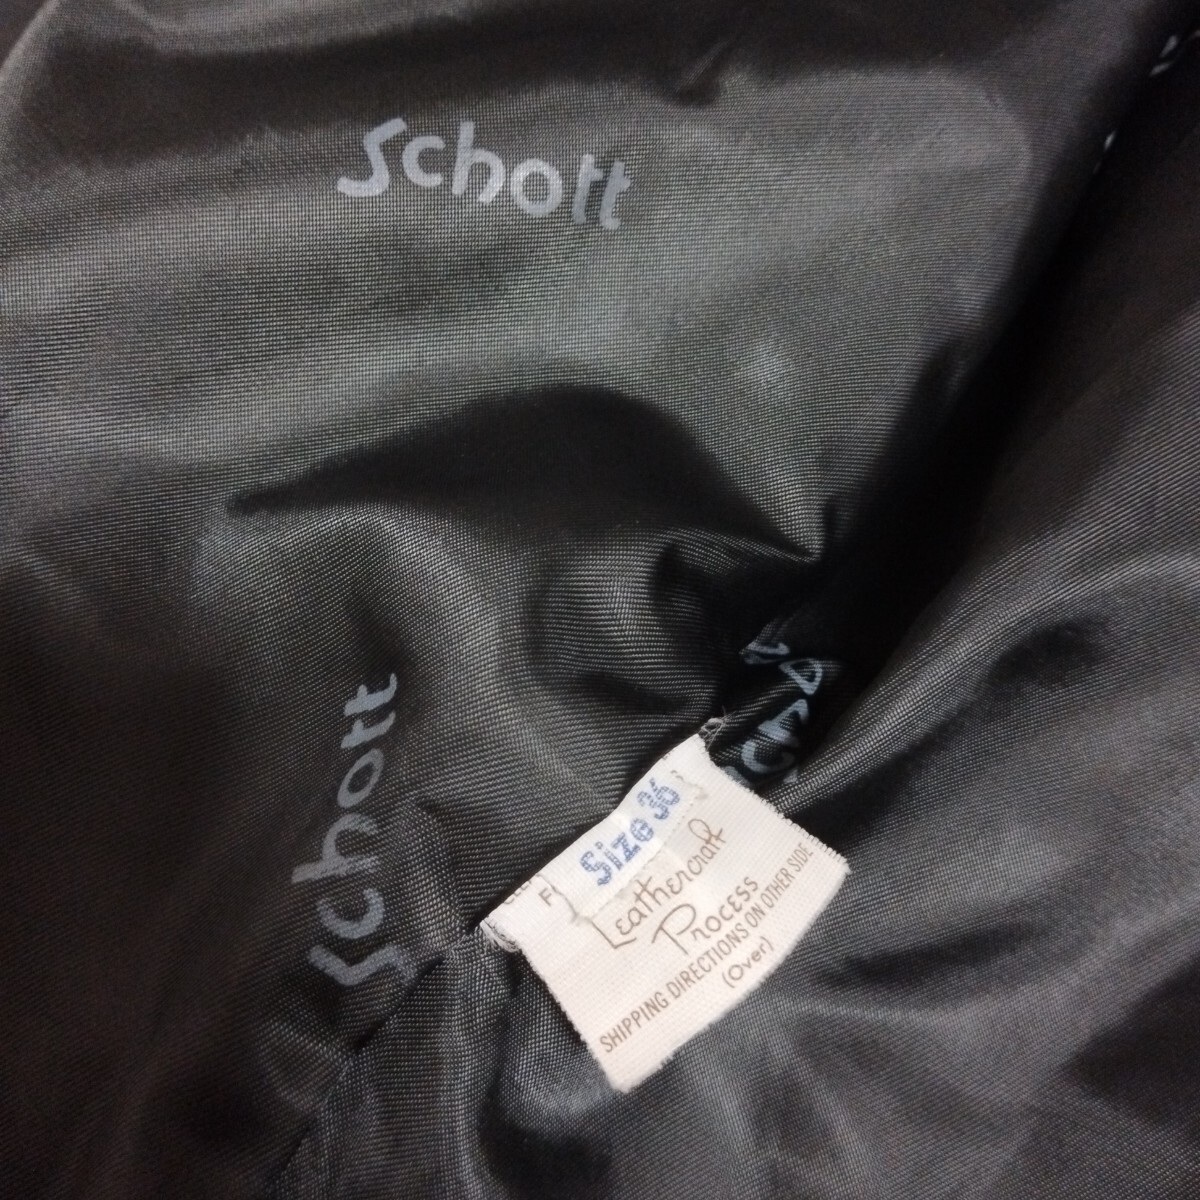 Schott
Schott
Size 36
Leathercraft
Process
SHIPPING DIRECTIONS ON OTHER SIDE
(Over)